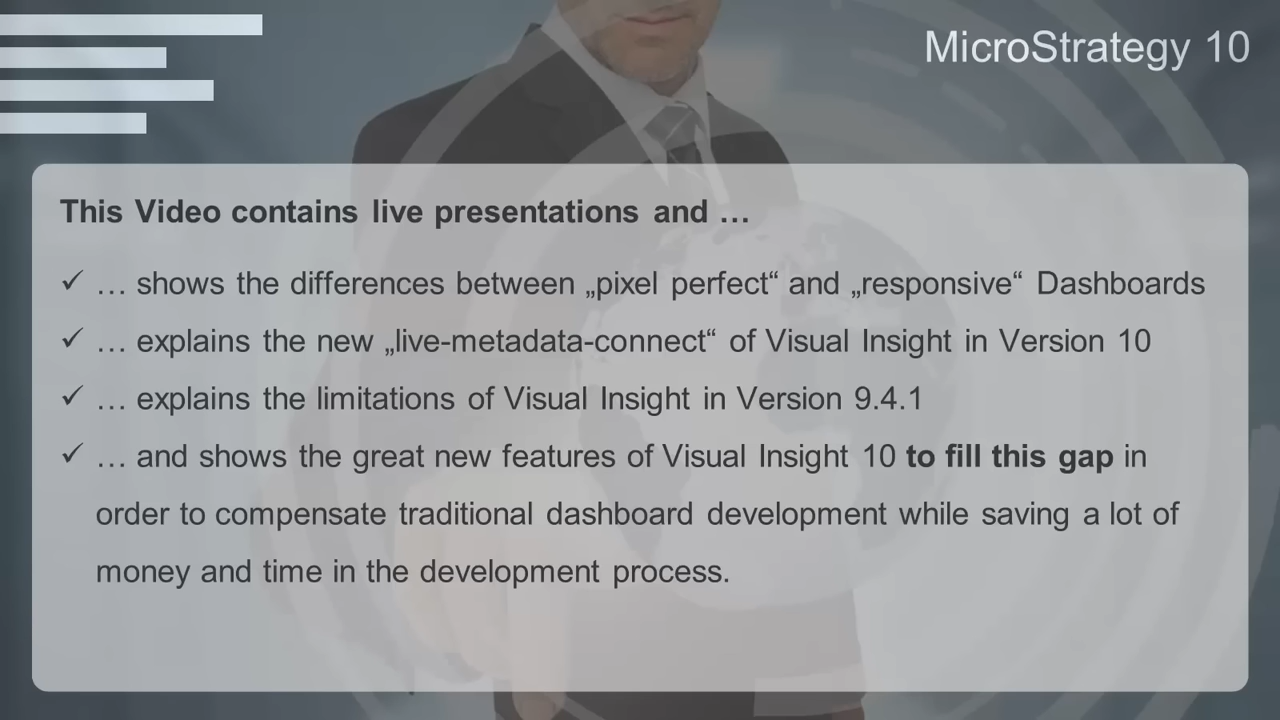 MicroStrategy 10
This Video contains live presentations and …
✓ … shows the differences between „pixel perfect“ and „responsive“ Dashboards
✓ … explains the new „live-metadata-connect“ of Visual Insight in Version 10
✓ … explains the limitations of Visual Insight in Version 9.4.1
✓ … and shows the great new features of Visual Insight 10 to fill this gap in
order to compensate traditional dashboard development while saving a lot of
money and time in the development process.